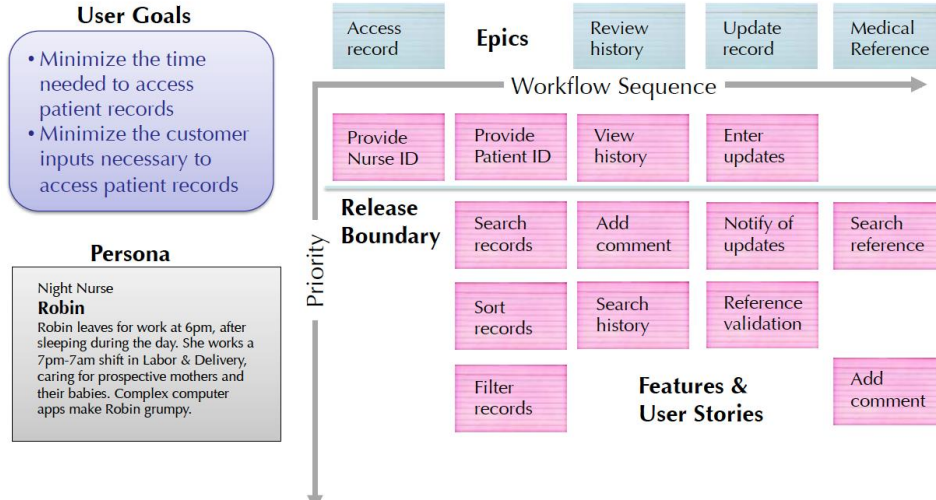 User Goals
• Minimize the time
needed to access
patient records
• Minimize the customer
inputs necessary to
access patient records
Persona
Night Nurse
Robin
Robin leaves for work at 6pm, after
sleeping during the day. She works a
7pm-7am shift in Labor & Delivery,
caring for prospective mothers and
their babies. Complex computer
apps make Robin grumpy.
Access
record
Epics
Review
history
Update
record
Medical
Reference
Workflow Sequence
Priority
Provide
Nurse ID
Provide
Patient ID
View
history
Enter
updates
Release
Boundary
Search
records
Add
comment
Notify of
updates
Search
reference
Sort
records
Search
history
Reference
validation
Filter
records
Features &
User Stories
Add
comment